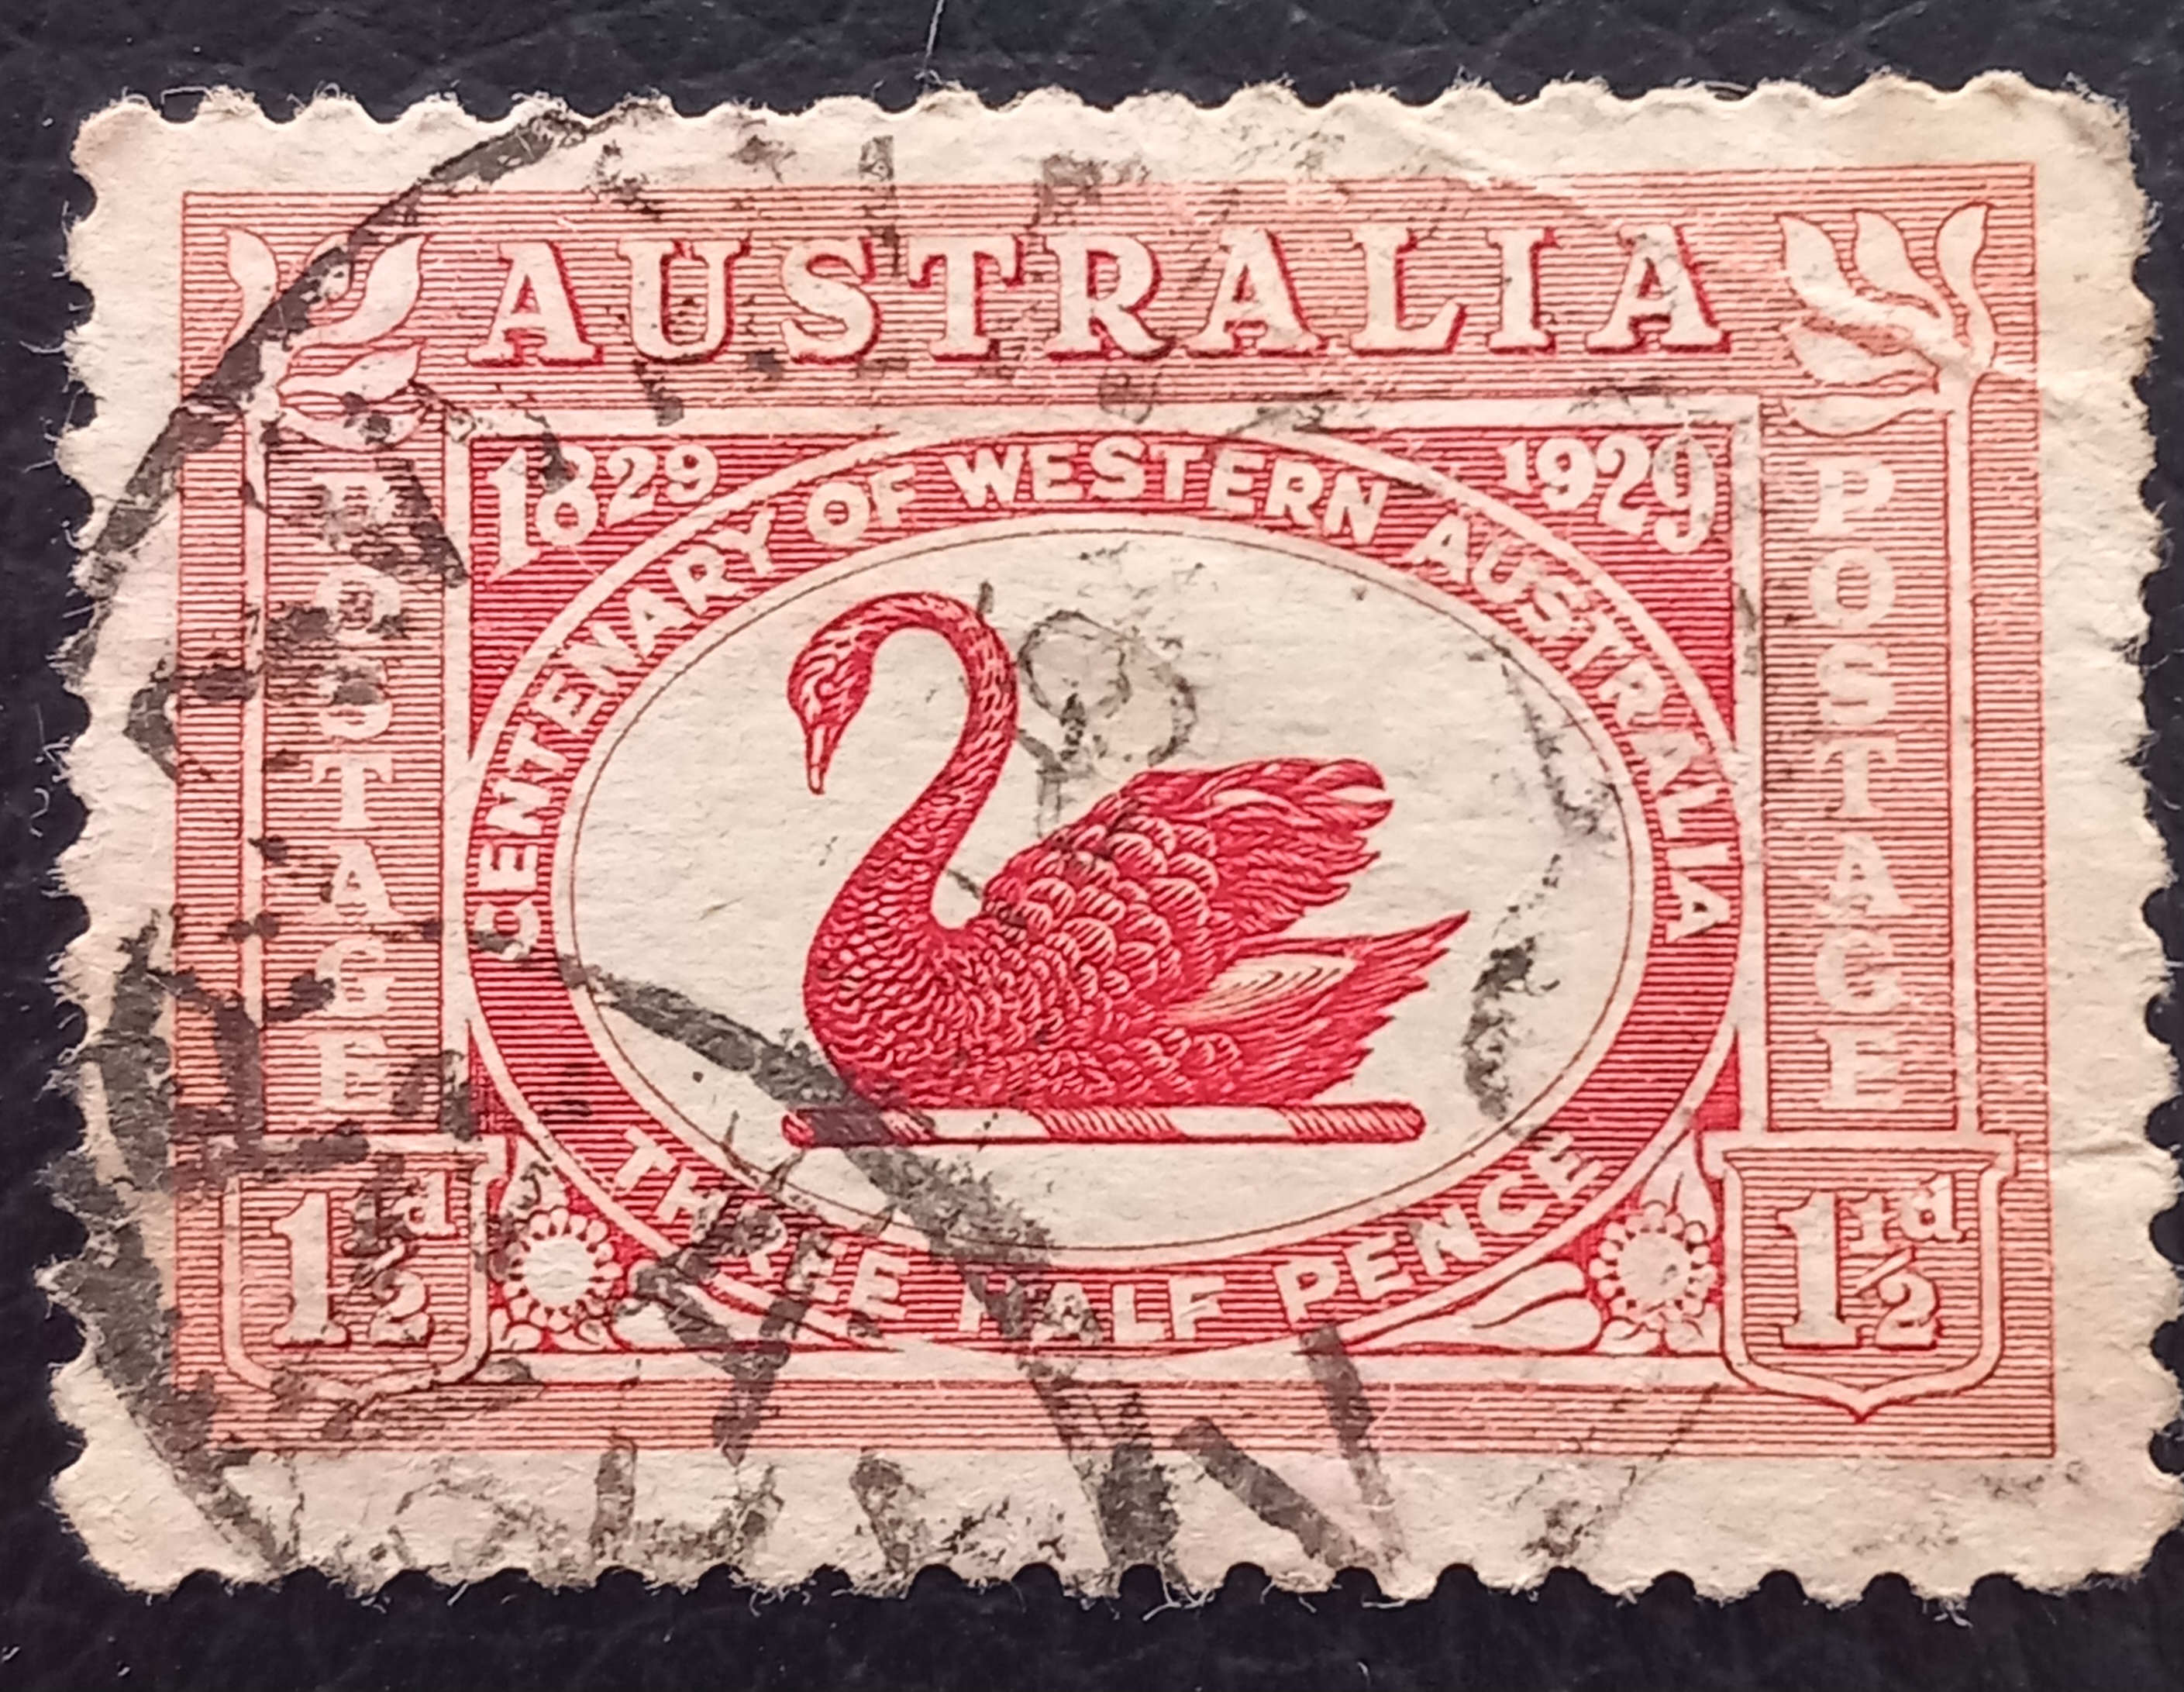 AUSTRALIA
1829
1929
CENTENARY OF WESTERN AUSTRALIA
POSTAGE
POSTAGE
THREE HALF PENCE
1½d
1½d